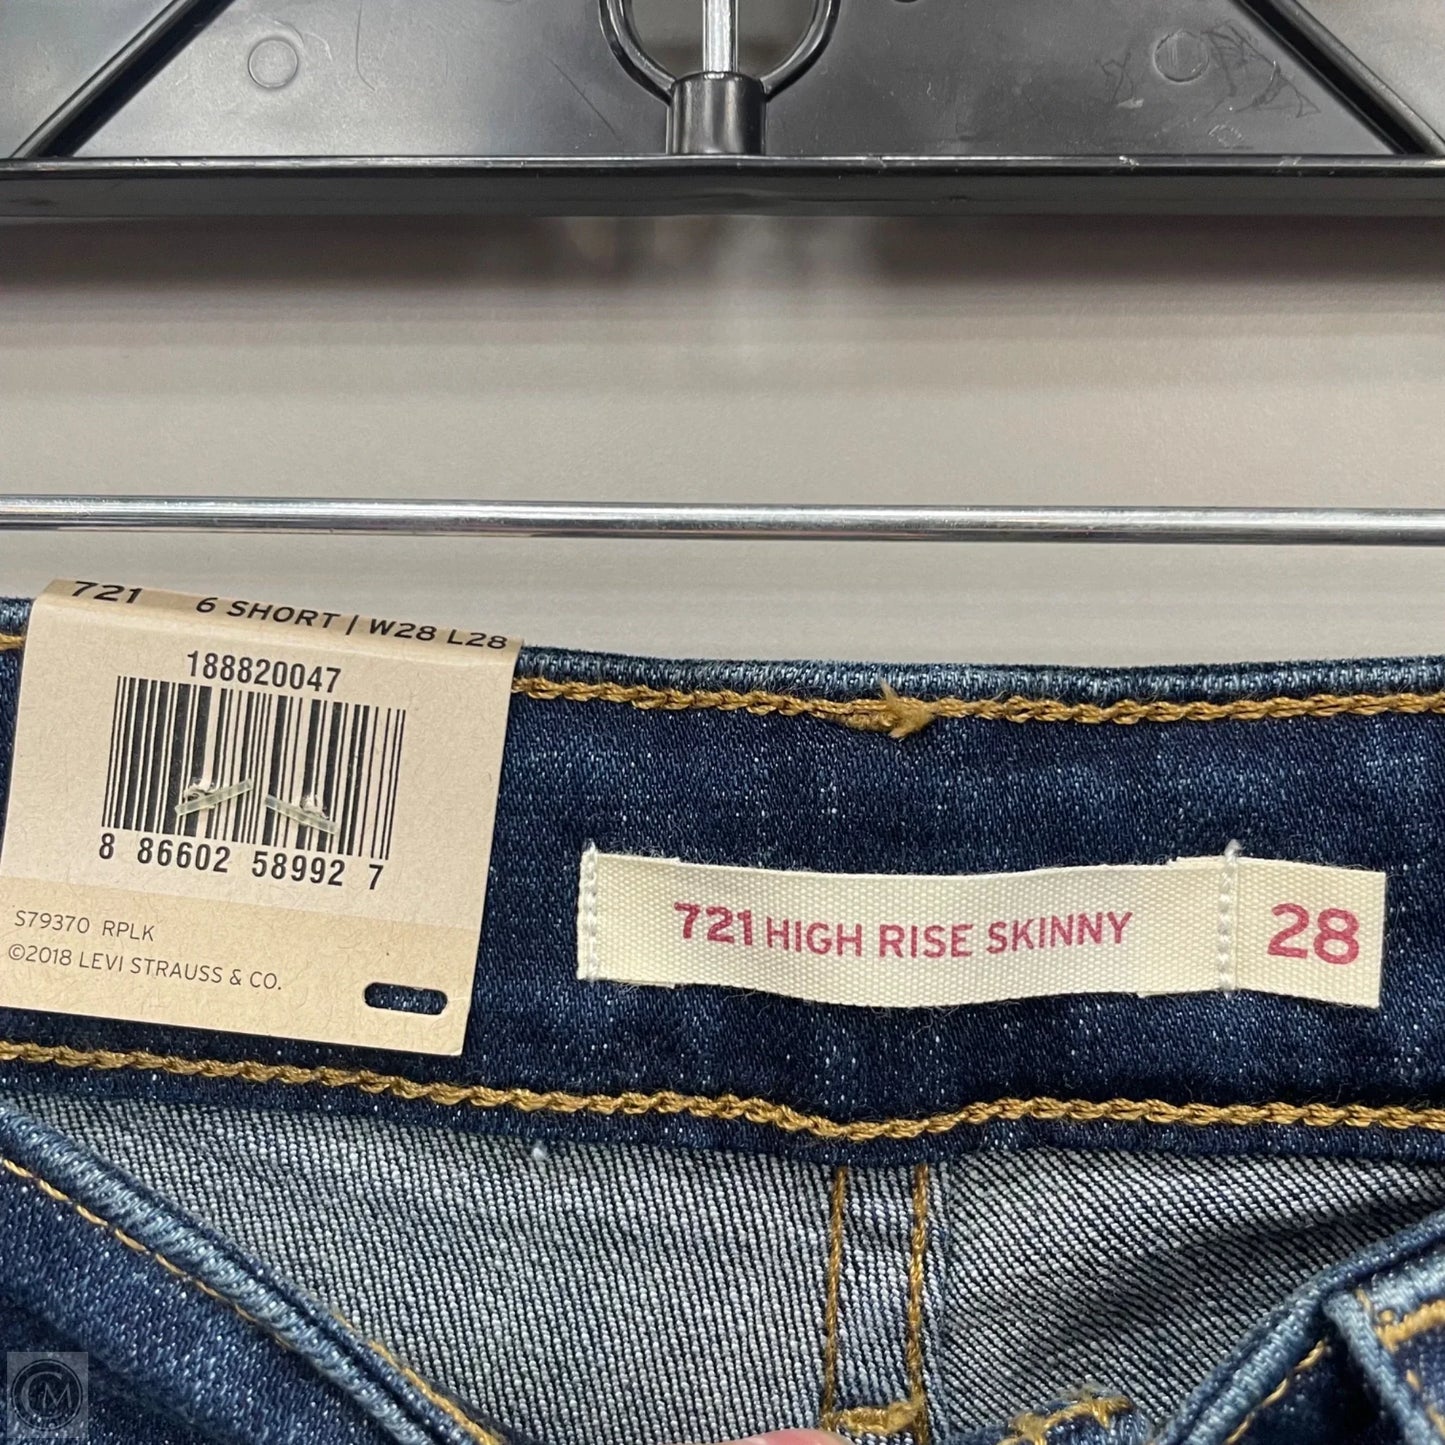 721 6 SHORT | W28 L28
188820047
8 86602 58992 7
S79370 RPLK
©2018 LEVI STRAUSS & CO.
721 HIGH RISE SKINNY 28
CM